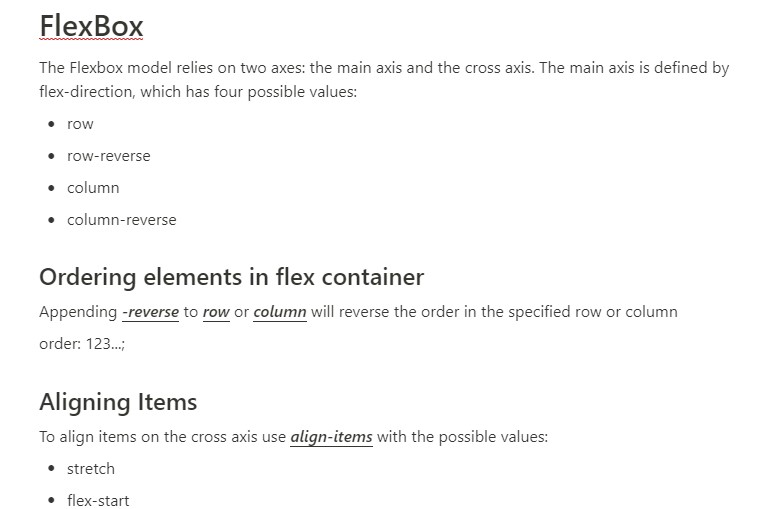 FlexBox
The Flexbox model relies on two axes: the main axis and the cross axis. The main axis is defined by
flex-direction, which has four possible values:
• row
• row-reverse
• column
• column-reverse
Ordering elements in flex container
Appending -reverse to row or column will reverse the order in the specified row or column
order: 123...;
Aligning Items
To align items on the cross axis use align-items with the possible values:
• stretch
• flex-start